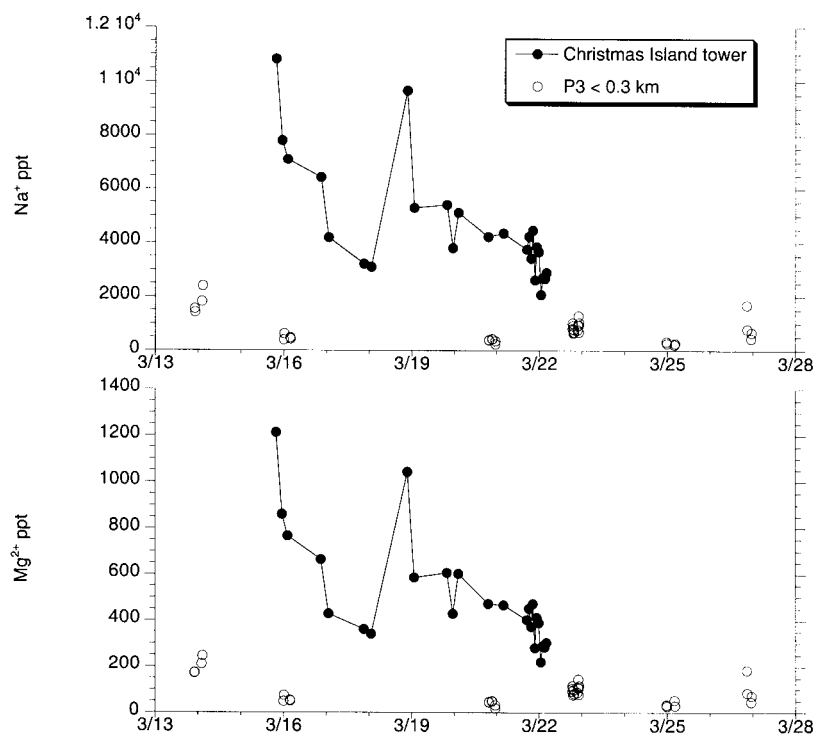 1.2 10⁴
1 10⁴
8000
6000
4000
2000
0
Na⁺ ppt
Christmas Island tower
P3 < 0.3 km
3/13 3/16 3/19 3/22 3/25 3/28
1400
1200
1000
800
600
400
200
0
Mg²⁺ ppt
3/13 3/16 3/19 3/22 3/25 3/28